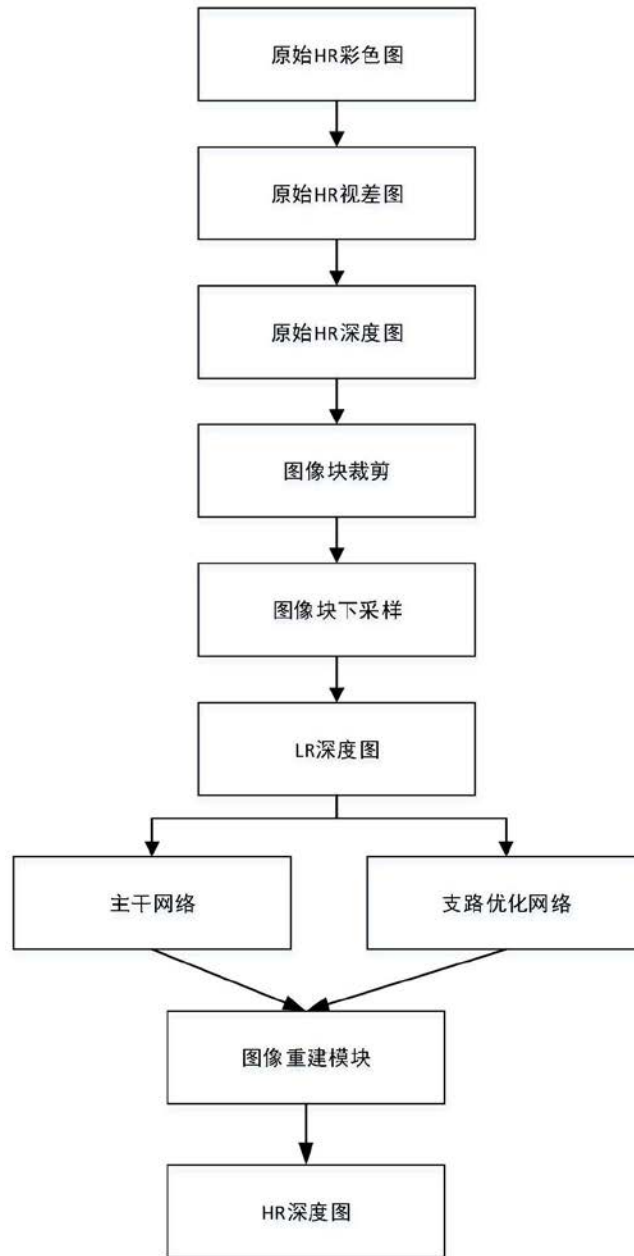 原始HR彩色图
原始HR视差图
原始HR深度图
图像块裁剪
图像块下采样
LR深度图
主干网络
支路优化网络
图像重建模块
HR深度图